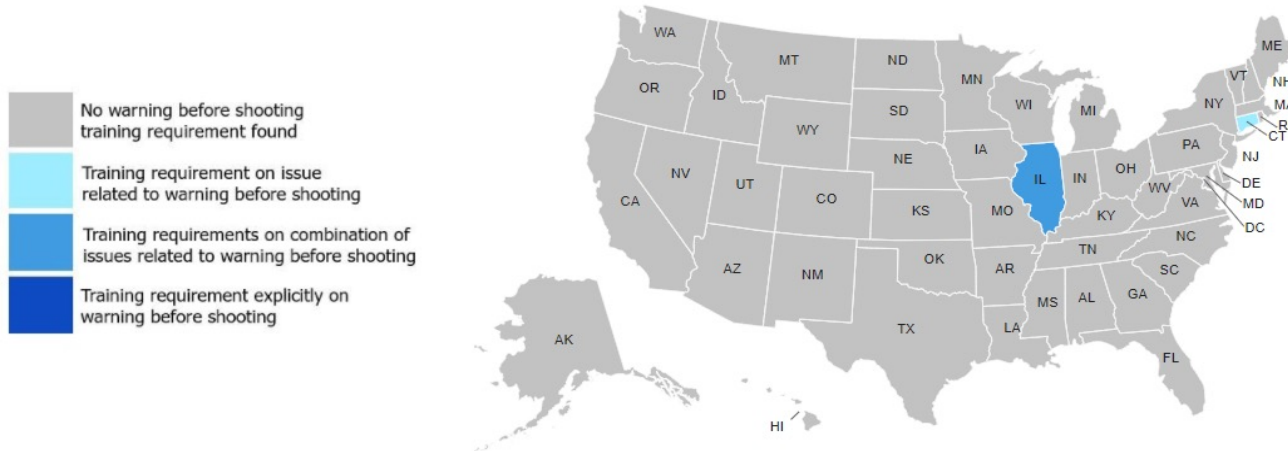 No warning before shooting
training requirement found
Training requirement on issue
related to warning before shooting
Training requirements on combination of
issues related to warning before shooting
Training requirement explicitly on
warning before shooting
WA
MT
ND
MN
ME
VT
NH
OR
ID
SD
WI
MI
NY
MA
R
CT
WY
IA
PA
NJ
NE
NV
UT
CO
IL
IN
OH
WV
DE
MD
DC
CA
KS
MO
KY
VA
NC
TN
AZ
NM
OK
AR
SC
MS
AL
GA
TX
LA
FL
AK
HI